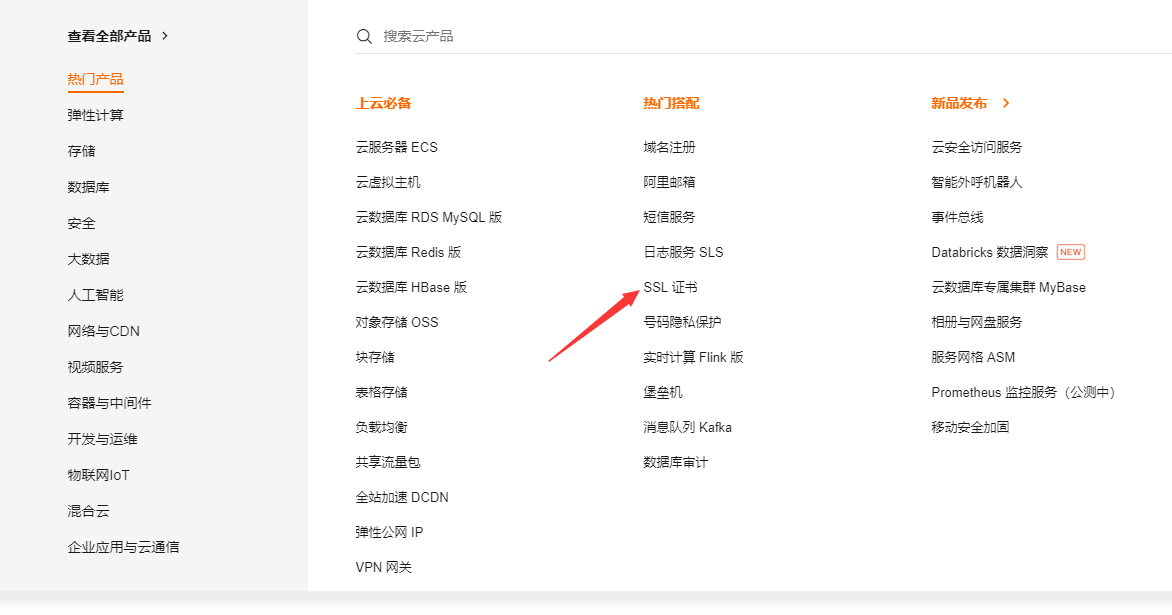 查看全部产品
热门产品
弹性计算
存储
数据库
安全
大数据
人工智能
网络与CDN
视频服务
容器与中间件
开发与运维
物联网IoT
混合云
企业应用与云通信
搜索云产品
上云必备
云服务器 ECS
云虚拟主机
云数据库 RDS MySQL 版
云数据库 Redis 版
云数据库 HBase 版
对象存储 OSS
块存储
表格存储
负载均衡
共享流量包
全站加速 DCDN
弹性公网 IP
VPN 网关
热门搭配
域名注册
阿里邮箱
短信服务
日志服务 SLS
SSL 证书
号码隐私保护
实时计算 Flink 版
堡垒机
消息队列 Kafka
数据库审计
新品发布
云安全访问服务
智能外呼机器人
事件总线
Databricks 数据洞察 NEW
云数据库专属集群 MyBase
相册与网盘服务
服务网格 ASM
Prometheus 监控服务（公测中）
移动安全加固